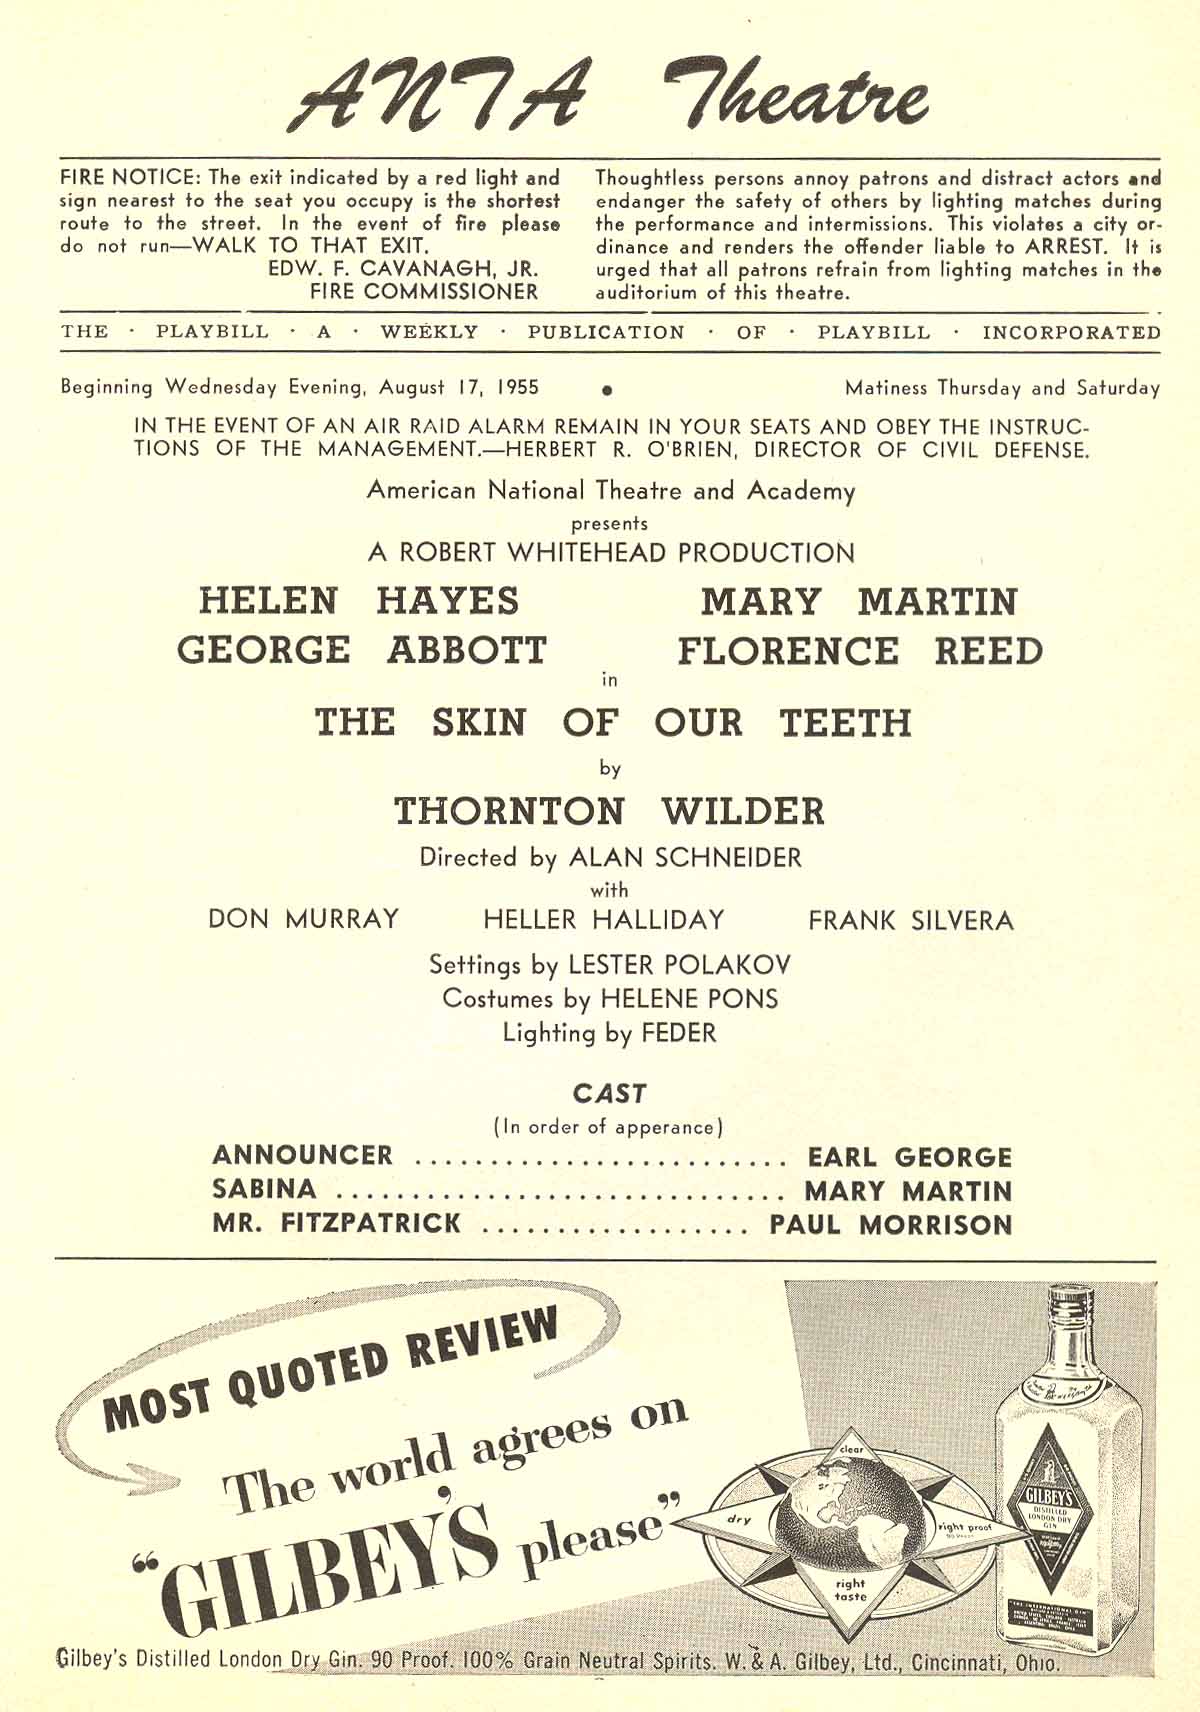 ANTA Theatre
FIRE NOTICE: The exit indicated by a red light and
sign nearest to the seat you occupy is the shortest
route to the street. In the event of fire please
do not run—WALK TO THAT EXIT.
EDW. F. CAVANAGH, JR.
FIRE COMMISSIONER
Thoughtless persons annoy patrons and distract actors and
endanger the safety of others by lighting matches during
the performance and intermissions. This violates a city or-
dinance and renders the offender liable to ARREST. It is
urged that all patrons refrain from lighting matches in the
auditorium of this theatre.
THE · PLAYBILL · A · WEEKLY · PUBLICATION · OF · PLAYBILL · INCORPORATED
Beginning Wednesday Evening, August 17, 1955 • Matiness Thursday and Saturday
IN THE EVENT OF AN AIR RAID ALARM REMAIN IN YOUR SEATS AND OBEY THE INSTRUC-
TIONS OF THE MANAGEMENT.—HERBERT R. O'BRIEN, DIRECTOR OF CIVIL DEFENSE.
American National Theatre and Academy
presents
A ROBERT WHITEHEAD PRODUCTION
HELEN HAYES MARY MARTIN
GEORGE ABBOTT FLORENCE REED
in
THE SKIN OF OUR TEETH
by
THORNTON WILDER
Directed by ALAN SCHNEIDER
with
DON MURRAY HELLER HALLIDAY FRANK SILVERA
Settings by LESTER POLAKOV
Costumes by HELENE PONS
Lighting by FEDER
CAST
(In order of apperance)
ANNOUNCER ......................... EARL GEORGE
SABINA .............................. MARY MARTIN
MR. FITZPATRICK .................. PAUL MORRISON
MOST QUOTED REVIEW
The world agrees on
"GILBEY'S please"
clear
dry
right proof
right
taste
GILBEY'S
DISTILLED
LONDON DRY
GIN
"THE INTERNATIONAL GIN"
Gilbey's Distilled London Dry Gin. 90 Proof. 100% Grain Neutral Spirits. W. & A. Gilbey, Ltd., Cincinnati, Ohio.